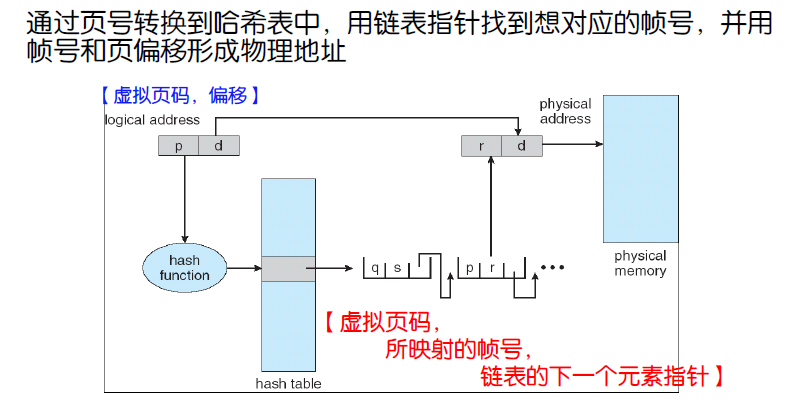 通过页号转换到哈希表中，用链表指针找到想对应的帧号，并用
帧号和页偏移形成物理地址
【虚拟页码，偏移】
logical address
physical
address
p d
r d
hash
function
q s
p r
•••
physical
memory
【虚拟页码，
所映射的帧号，
链表的下一个元素指针】
hash table